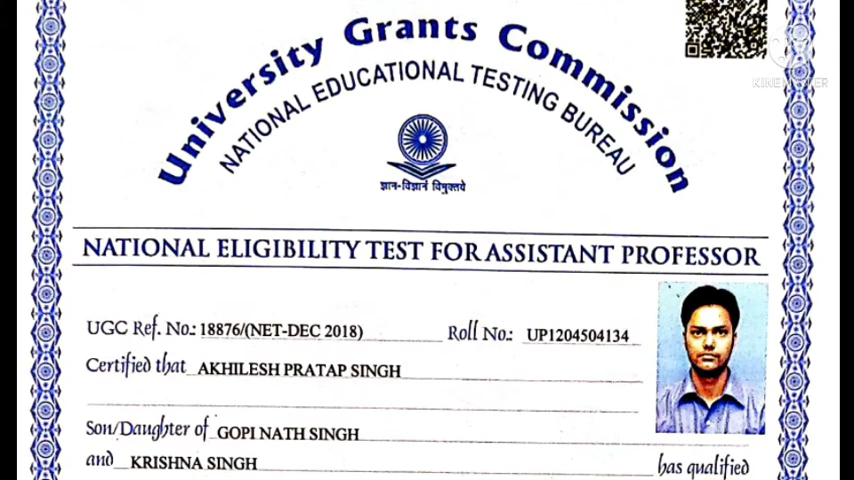 University Grants Commission
NATIONAL EDUCATIONAL TESTING BUREAU
KINEMASTER
ज्ञान-विज्ञानं विमुक्तये
NATIONAL ELIGIBILITY TEST FOR ASSISTANT PROFESSOR
UGC Ref. No.: 18876/(NET-DEC 2018) Roll No.: UP1204504134
Certified that AKHILESH PRATAP SINGH
Son/Daughter of GOPI NATH SINGH
and KRISHNA SINGH has qualified